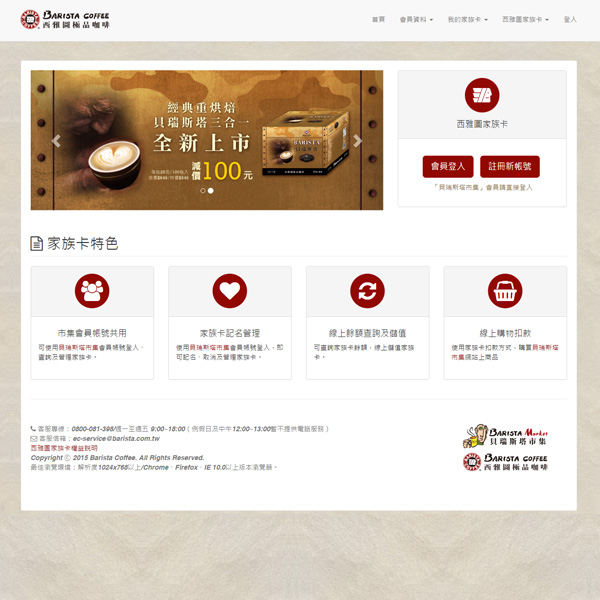 BARISTA COFFEE
西雅圖極品咖啡
首頁 會員資料 我的家族卡 西雅圖家族卡 登入
經典重烘焙
貝瑞斯塔三合一
全新上市
減價100元
西雅圖家族卡
會員登入 註冊新帳號
「貝瑞斯塔市集」會員請直接登入
家族卡特色
市集會員帳號共用
可使用貝瑞斯塔市集會員帳號登入、
查詢及管理家族卡。
家族卡記名管理
使用貝瑞斯塔市集會員帳號登入，即
可記名、取消及管理家族卡。
線上餘額查詢及儲值
可查詢家族卡餘額，線上儲值家族
卡。
線上購物扣款
使用家族卡扣款方式，購買貝瑞斯塔
市集網站上商品
客服專線：0800-081-398/週一至週五 9:00~18:00（例假日及中午12:00~13:00暫不提供電話服務）
客服信箱：ec-service@barista.com.tw
西雅圖家族卡權益說明
Copyright © 2015 Barista Coffee. All Rights Reserved.
最佳瀏覽環境：解析度1024x768以上/Chrome、Firefox、IE 10.0以上版本瀏覽器。
BARISTA Market
貝瑞斯塔市集
BARISTA COFFEE
西雅圖極品咖啡